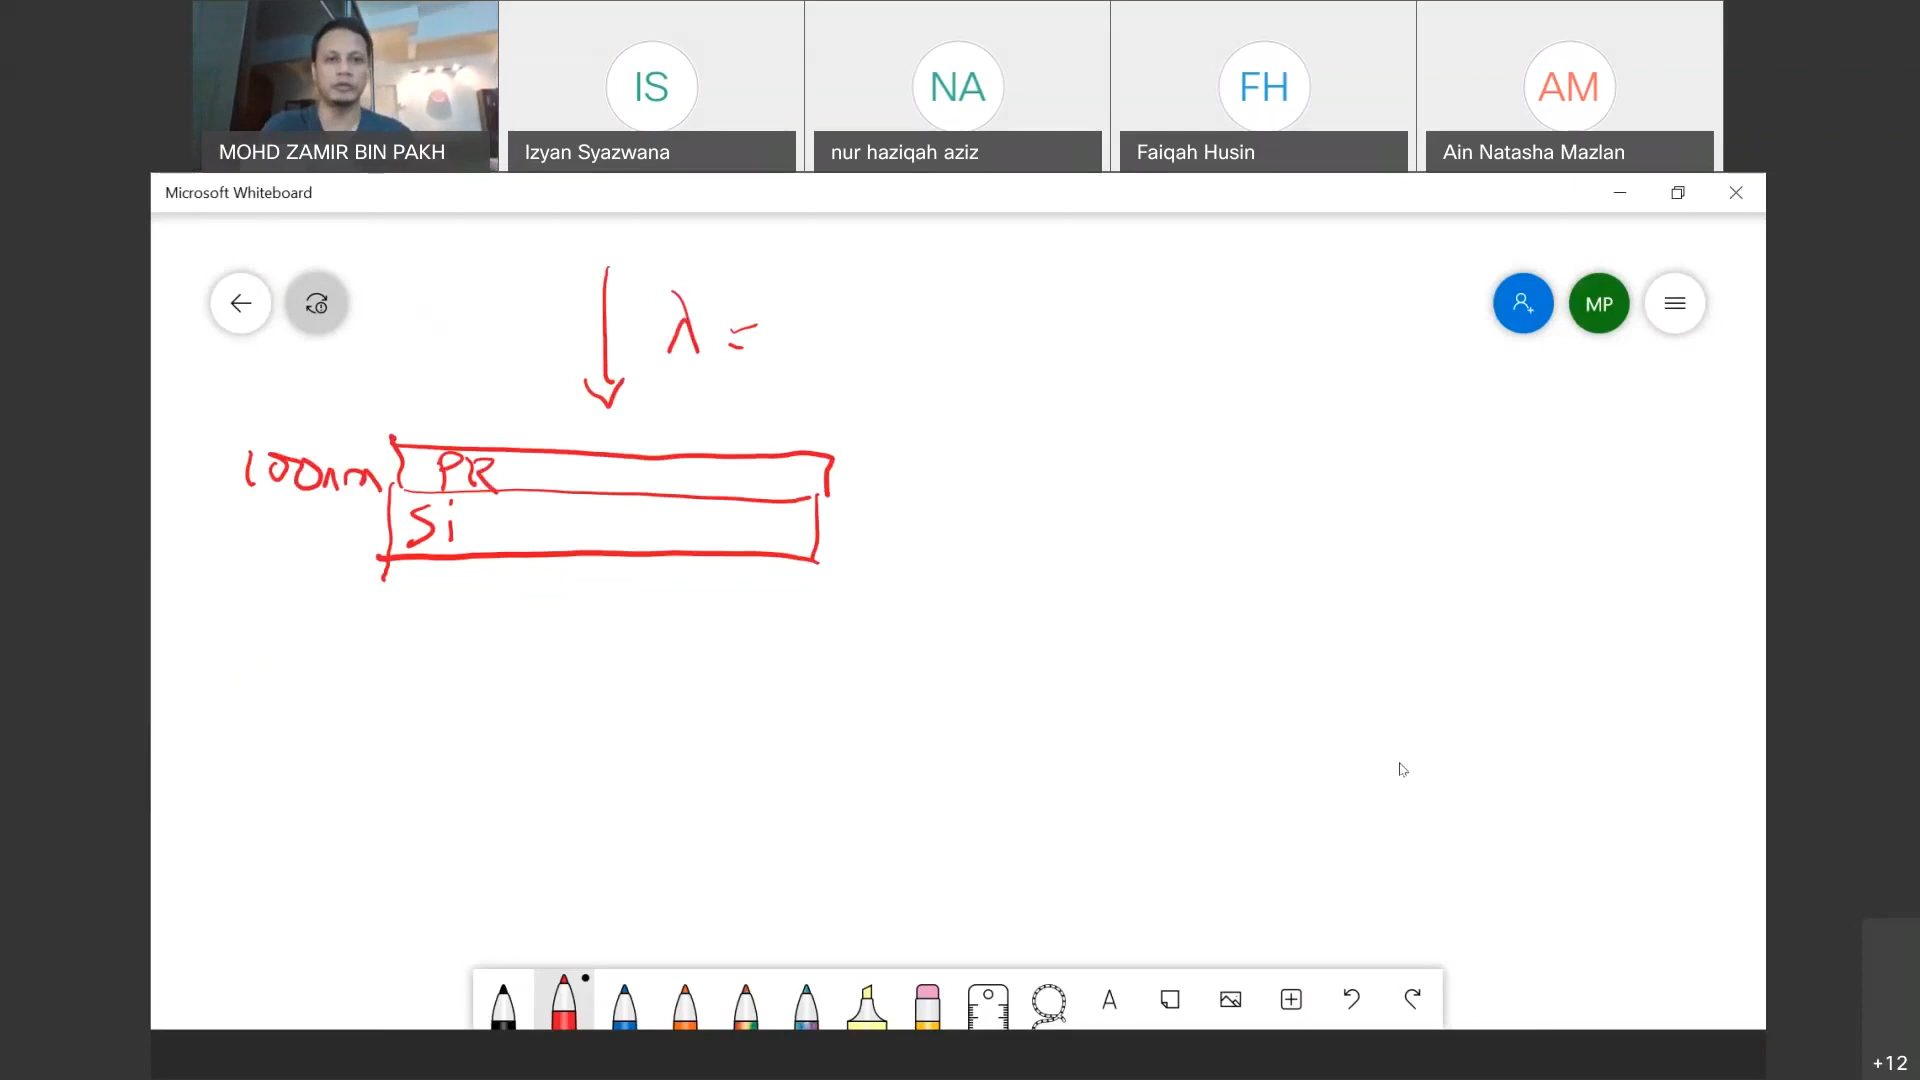 IS
NA
FH
AM
MOHD ZAMIR BIN PAKH
Izyan Syazwana
nur haziqah aziz
Faiqah Husin
Ain Natasha Mazlan
Microsoft Whiteboard
MP
λ =
100nm
PR
Si
A
+12